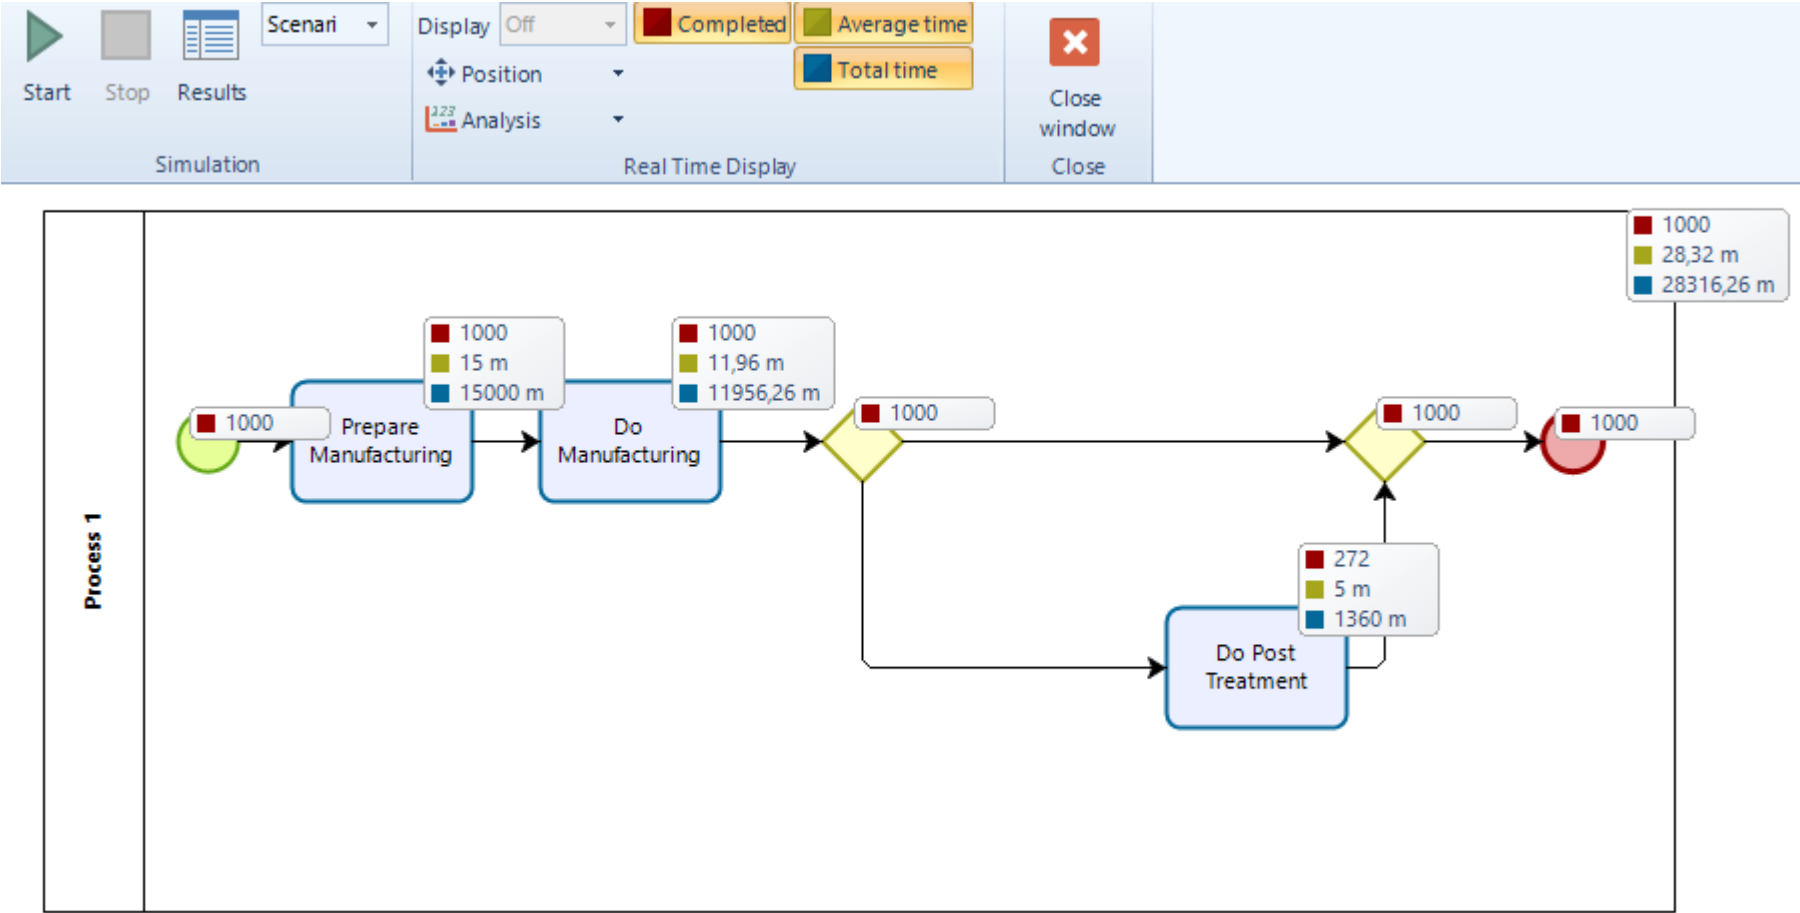 Start
Stop
Results
Scenari
Simulation
Display
Off
Position
123
Analysis
Completed
Average time
Total time
Real Time Display
Close
window
Close
1000
28,32 m
28316,26 m
1000
15 m
15000 m
1000
11,96 m
11956,26 m
1000
Prepare
Manufacturing
Do
Manufacturing
1000
1000
1000
Process 1
272
5 m
1360 m
Do Post
Treatment